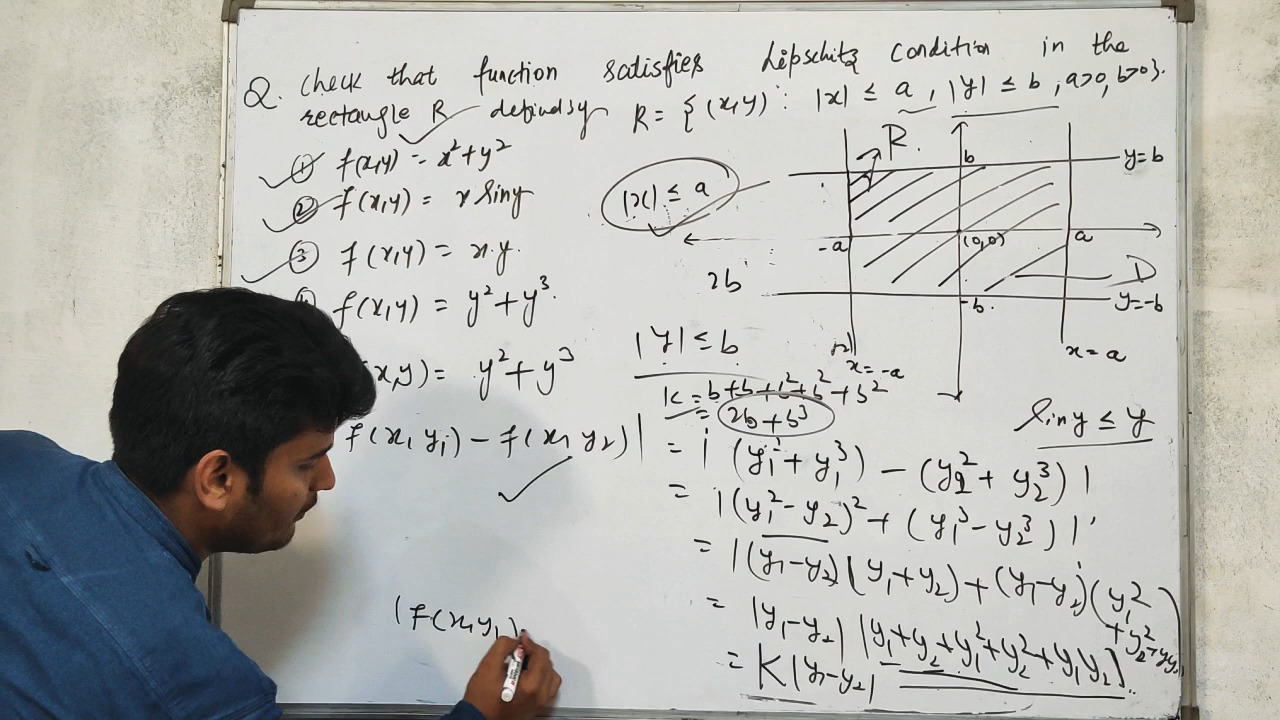 Q. Check that function satisfies Lipschitz condition in the
rectangle R defined by R = {(x,y) : |x| ≤ a, |y| ≤ b, a>0, b>0}.
① f(x,y) = x²+y²
② f(x,y) = x siny
③ f(x,y) = x.y.
f(x,y) = y²+y³.
x,y) = y²+y³
|x| ≤ a
2b
|y| ≤ b
K = b+b+b²+b²+b²
= 2b+b³
R.
b
y=b
-a
(0,0)
a
D
-b.
y=-b
x=-a
x=a
siny ≤ y
f(x,y₁) - f(x,y₂)| = |(y₁²+y₁³) - (y₂²+y₂³)|
= |(y₁²-y₂)²+(y₁³-y₂³)|
= |(y₁-y₂)(y₁+y₂)+(y₁-y₂)(y₁²+y₂²+y₁y₂)|
= |y₁-y₂| |y₁+y₂+y₁²+y₂²+y₁y₂|.
= K|y₁-y₂|
|f(x,y₁)